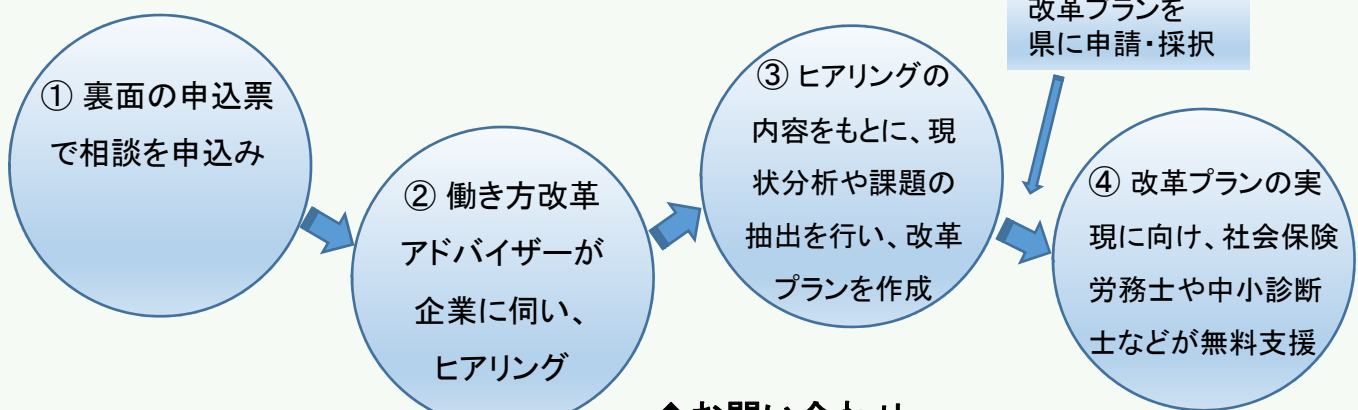 ① 裏面の申込票
で相談を申込み
② 働き方改革
アドバイザーが
企業に伺い、
ヒアリング
③ ヒアリングの
内容をもとに、現
状分析や課題の
抽出を行い、改革
プランを作成
改革プランを
県に申請・採択
④ 改革プランの実
現に向け、社会保険
労務士や中小診断
士などが無料支援
◆お問い合わせ